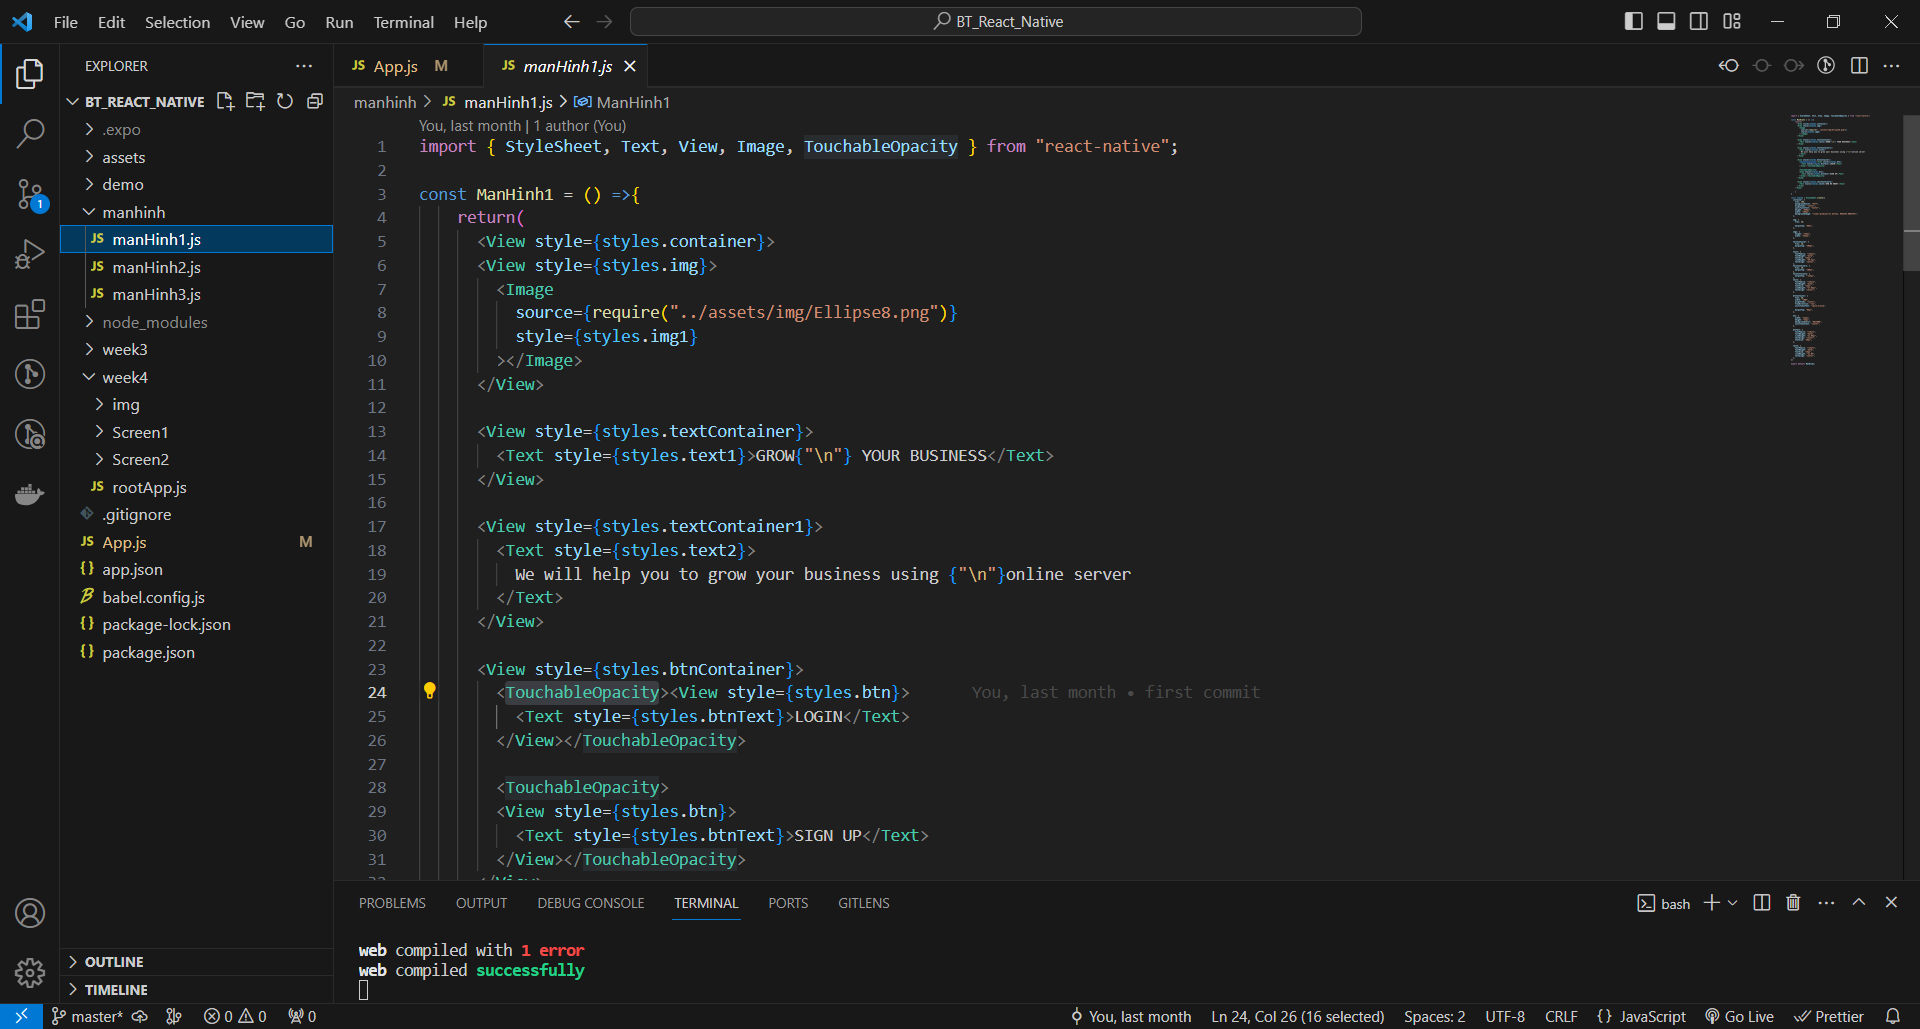 File Edit Selection View Go Run Terminal Help
BT_React_Native
EXPLORER
BT_REACT_NATIVE
.expo
assets
demo
manhinh
JS manHinh1.js
JS manHinh2.js
JS manHinh3.js
node_modules
week3
week4
img
Screen1
Screen2
JS rootApp.js
.gitignore
JS App.js M
{} app.json
babel.config.js
{} package-lock.json
{} package.json
OUTLINE
TIMELINE
1
JS App.js M
JS manHinh1.js
manhinh > JS manHinh1.js > ManHinh1
You, last month | 1 author (You)
1 import { StyleSheet, Text, View, Image, TouchableOpacity } from "react-native";
2
3 const ManHinh1 = () =>{
4 return(
5 <View style={styles.container}>
6 <View style={styles.img}>
7 <Image
8 source={require("../assets/img/Ellipse8.png")}
9 style={styles.img1}
10 ></Image>
11 </View>
12
13 <View style={styles.textContainer}>
14 <Text style={styles.text1}>GROW{"\n"} YOUR BUSINESS</Text>
15 </View>
16
17 <View style={styles.textContainer1}>
18 <Text style={styles.text2}>
19 We will help you to grow your business using {"\n"}online server
20 </Text>
21 </View>
22
23 <View style={styles.btnContainer}>
24 <TouchableOpacity><View style={styles.btn}> You, last month • first commit
25 <Text style={styles.btnText}>LOGIN</Text>
26 </View></TouchableOpacity>
27
28 <TouchableOpacity>
29 <View style={styles.btn}>
30 <Text style={styles.btnText}>SIGN UP</Text>
31 </View></TouchableOpacity>
PROBLEMS OUTPUT DEBUG CONSOLE TERMINAL PORTS GITLENS
bash
web compiled with 1 error
web compiled successfully
master* 0 0 0 You, last month Ln 24, Col 26 (16 selected) Spaces: 2 UTF-8 CRLF {} JavaScript Go Live Prettier